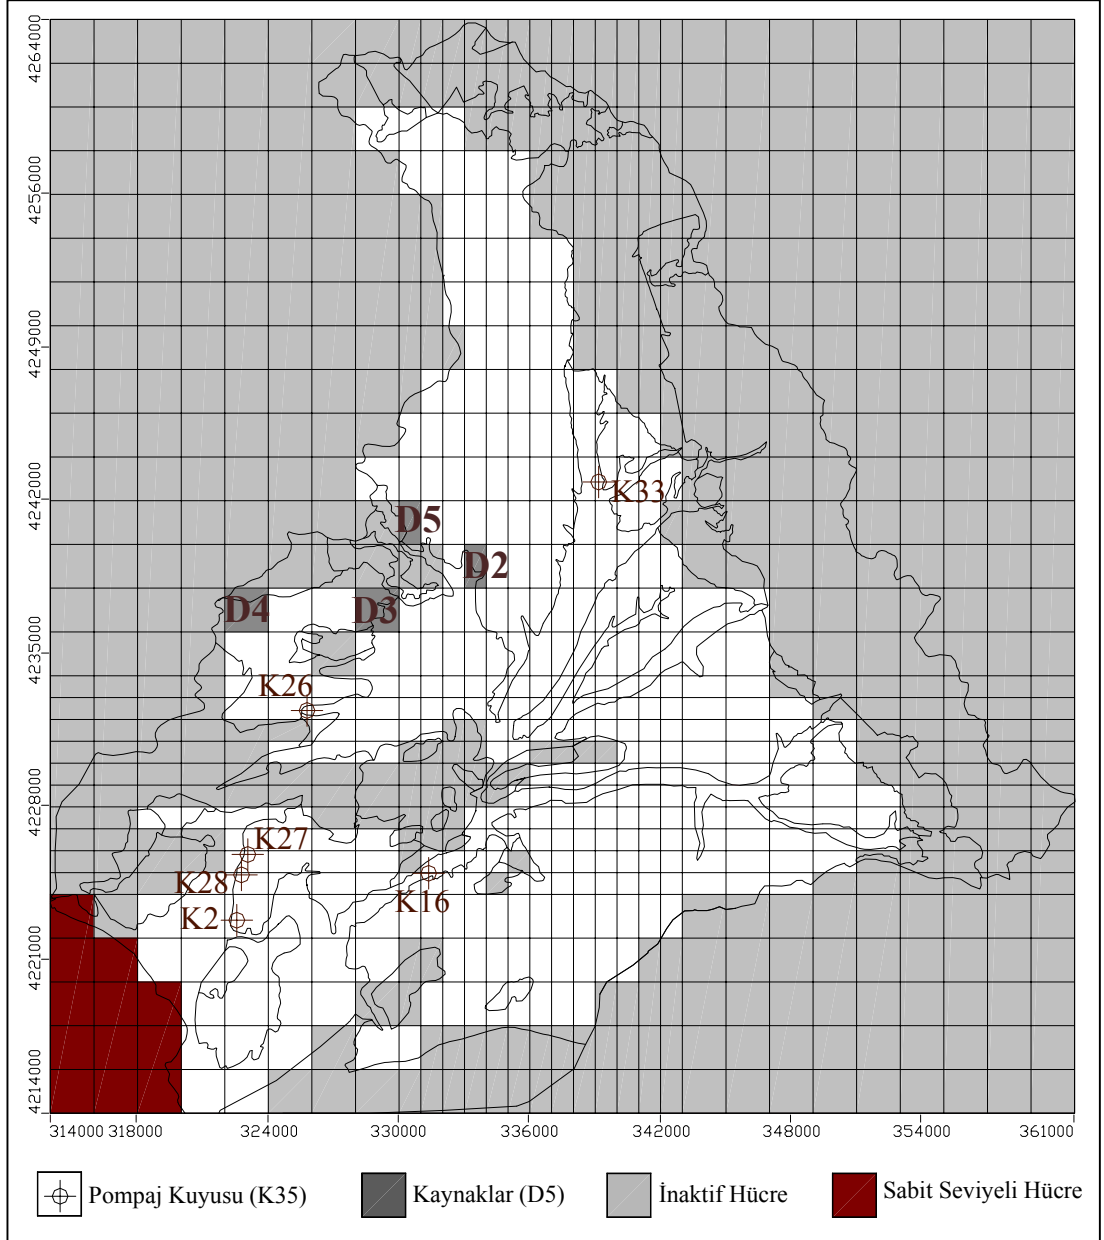 4264000
4256000
4249000
4242000
4235000
4228000
4221000
4214000
K33
D5
D2
D4
D3
K26
K27
K28
K16
K2
314000 318000 324000 330000 336000 342000 348000 354000 361000
Pompaj Kuyusu (K35)
Kaynaklar (D5)
İnaktif Hücre
Sabit Seviyeli Hücre